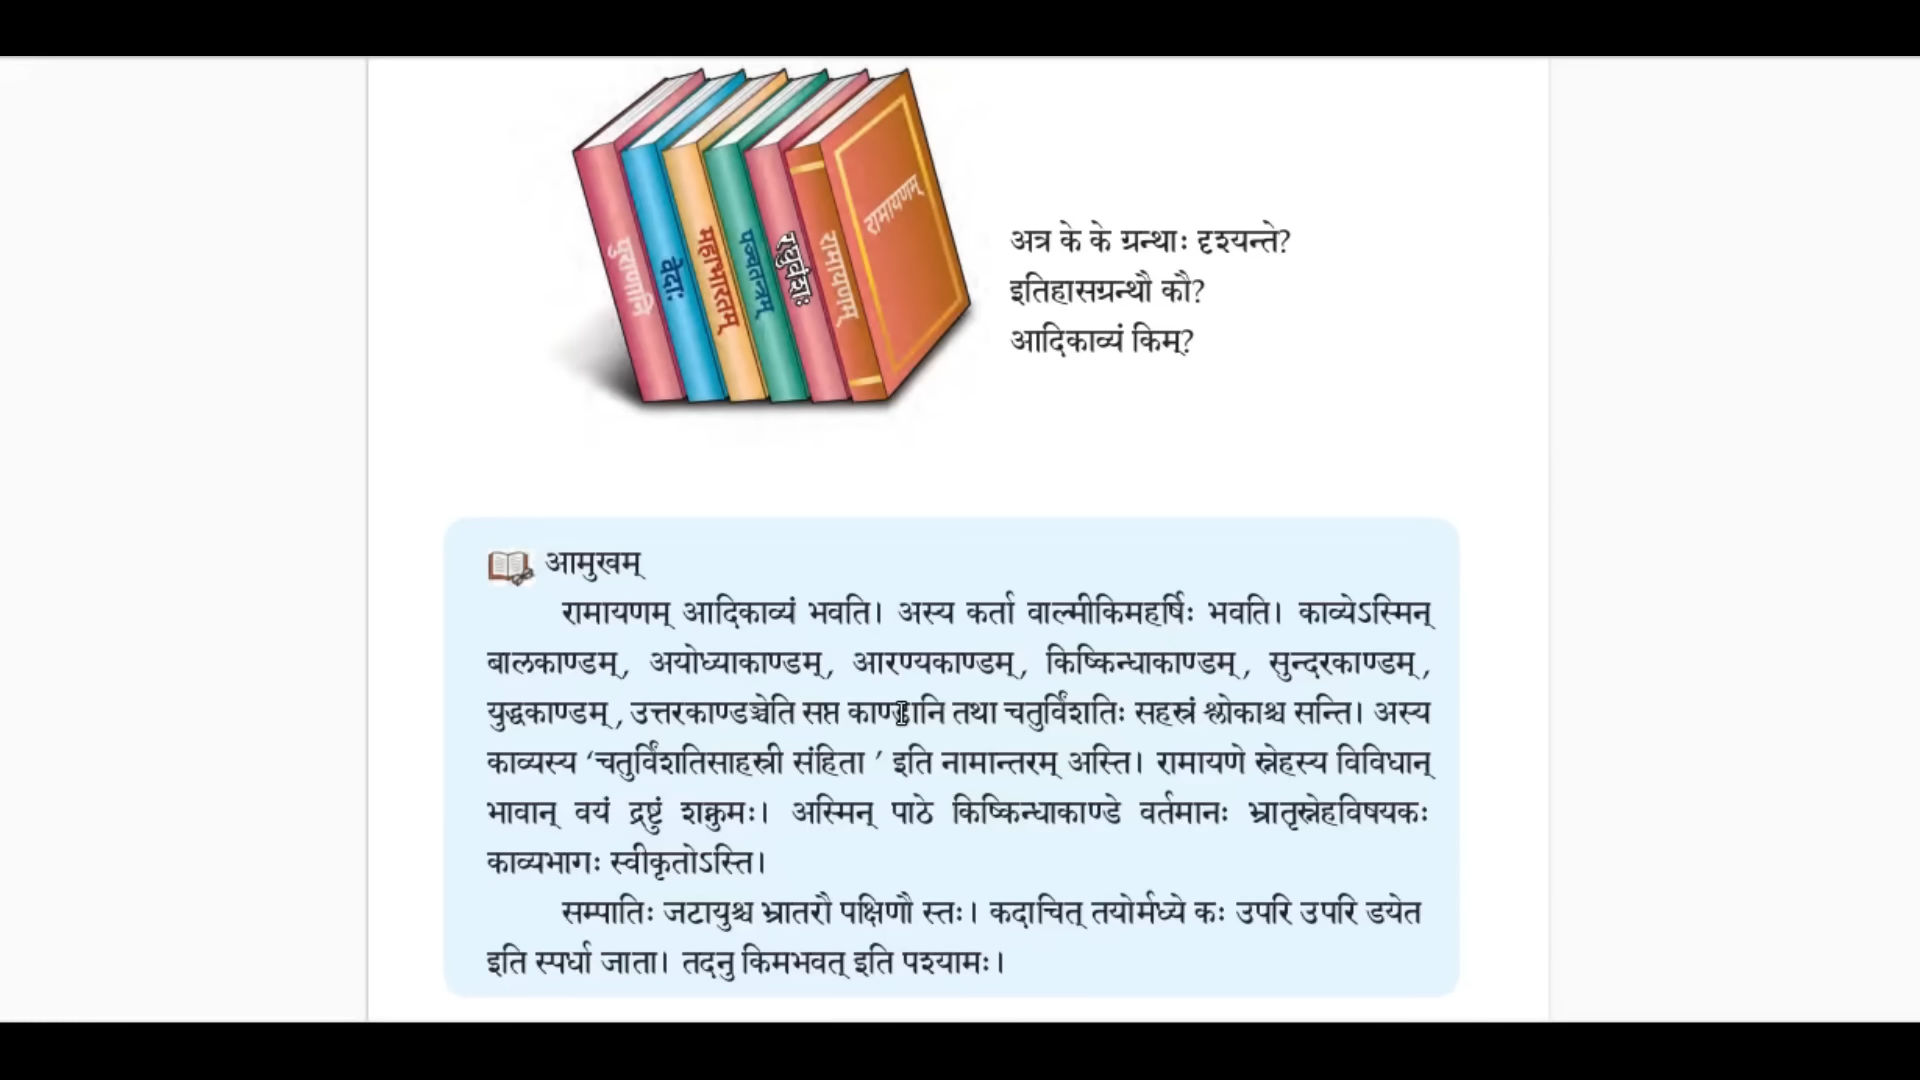 पुराणानि
वेदाः
महाभारतम्
पञ्चतन्त्रम्
रघुवंशः
रामायणम्
रामायणम्
अत्र के के ग्रन्थाः दृश्यन्ते?
इतिहासग्रन्थौ कौ?
आदिकाव्यं किम्?
आमुखम्
रामायणम् आदिकाव्यं भवति। अस्य कर्ता वाल्मीकिमहर्षिः भवति। काव्येऽस्मिन्
बालकाण्डम्, अयोध्याकाण्डम्, आरण्यकाण्डम्, किष्किन्धाकाण्डम्, सुन्दरकाण्डम्,
युद्धकाण्डम्, उत्तरकाण्डञ्चेति सप्त काण्डानि तथा चतुर्विंशतिः सहस्रं श्लोकाश्च सन्ति। अस्य
काव्यस्य ‘चतुर्विंशतिसाहस्री संहिता ’ इति नामान्तरम् अस्ति। रामायणे स्नेहस्य विविधान्
भावान् वयं द्रष्टुं शक्नुमः। अस्मिन् पाठे किष्किन्धाकाण्डे वर्तमानः भ्रातृस्नेहविषयकः
काव्यभागः स्वीकृतोऽस्ति।
सम्पातिः जटायुश्च भ्रातरौ पक्षिणौ स्तः। कदाचित् तयोर्मध्ये कः उपरि उपरि डयेत
इति स्पर्धा जाता। तदनु किमभवत् इति पश्यामः।